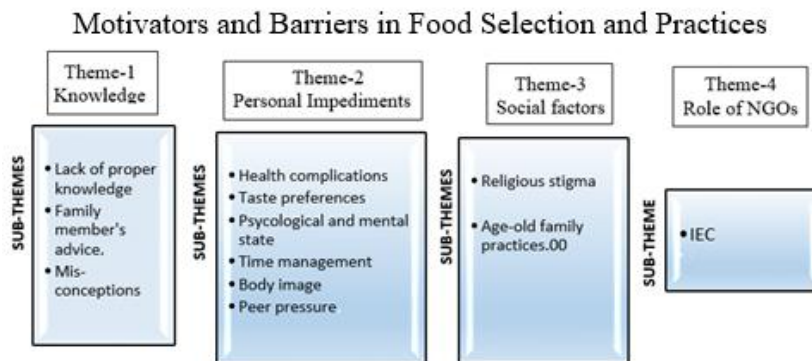 Motivators and Barriers in Food Selection and Practices
Theme-1
Knowledge
SUB-THEMES
• Lack of proper
knowledge
• Family
member's
advice.
• Mis-
conceptions
Theme-2
Personal Impediments
SUB-THEMES
• Health complications
• Taste preferences
• Psycological and mental
state
• Time management
• Body image
• Peer pressure
Theme-3
Social factors
SUB-THEMES
• Religious stigma
• Age-old family
practices.00
Theme-4
Role of NGOs
SUB-THEME
• IEC